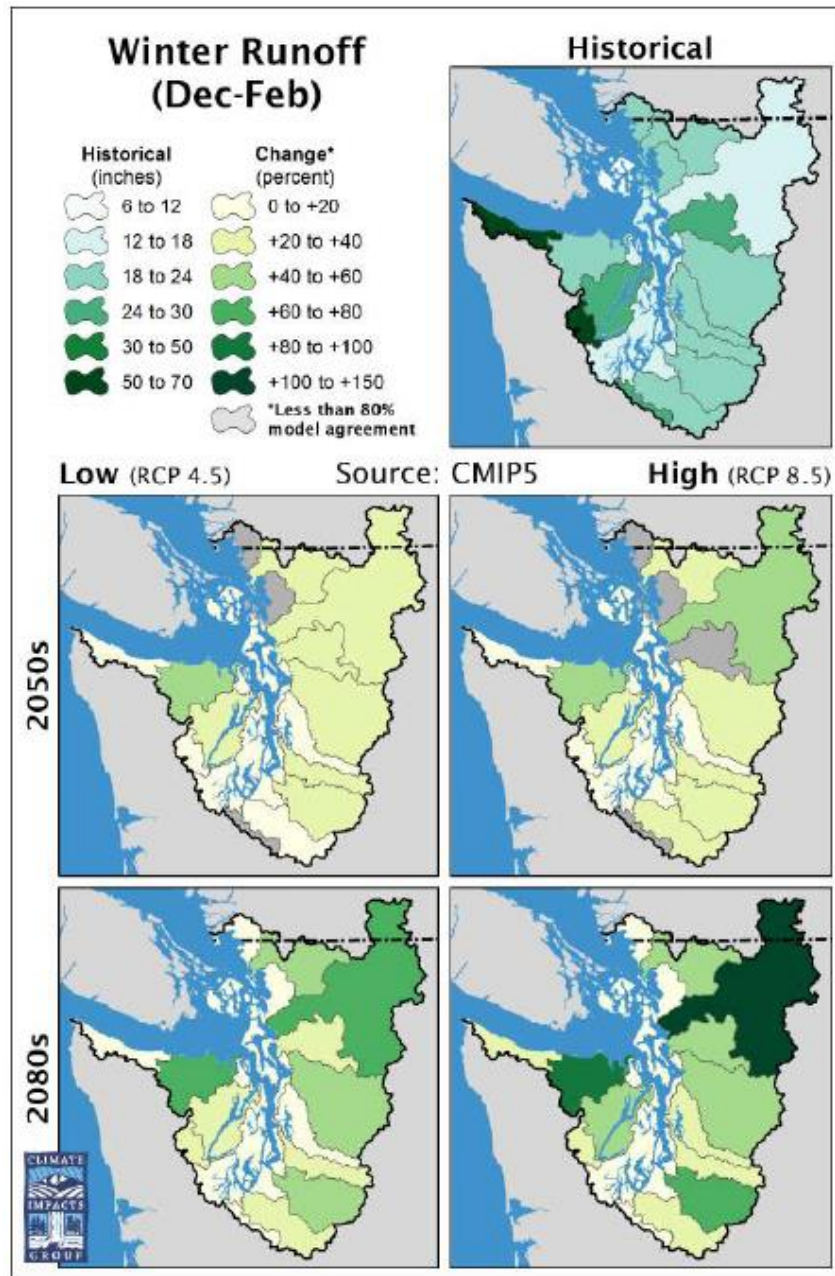 Winter Runoff
(Dec-Feb)
Historical
(inches)
6 to 12
12 to 18
18 to 24
24 to 30
30 to 50
50 to 70
Change*
(percent)
0 to +20
+20 to +40
+40 to +60
+60 to +80
+80 to +100
+100 to +150
*Less than 80%
model agreement
Historical
Low (RCP 4.5)
Source: CMIP5
High (RCP 8.5)
2050s
2080s
CLIMATE
IMPACTS
GROUP